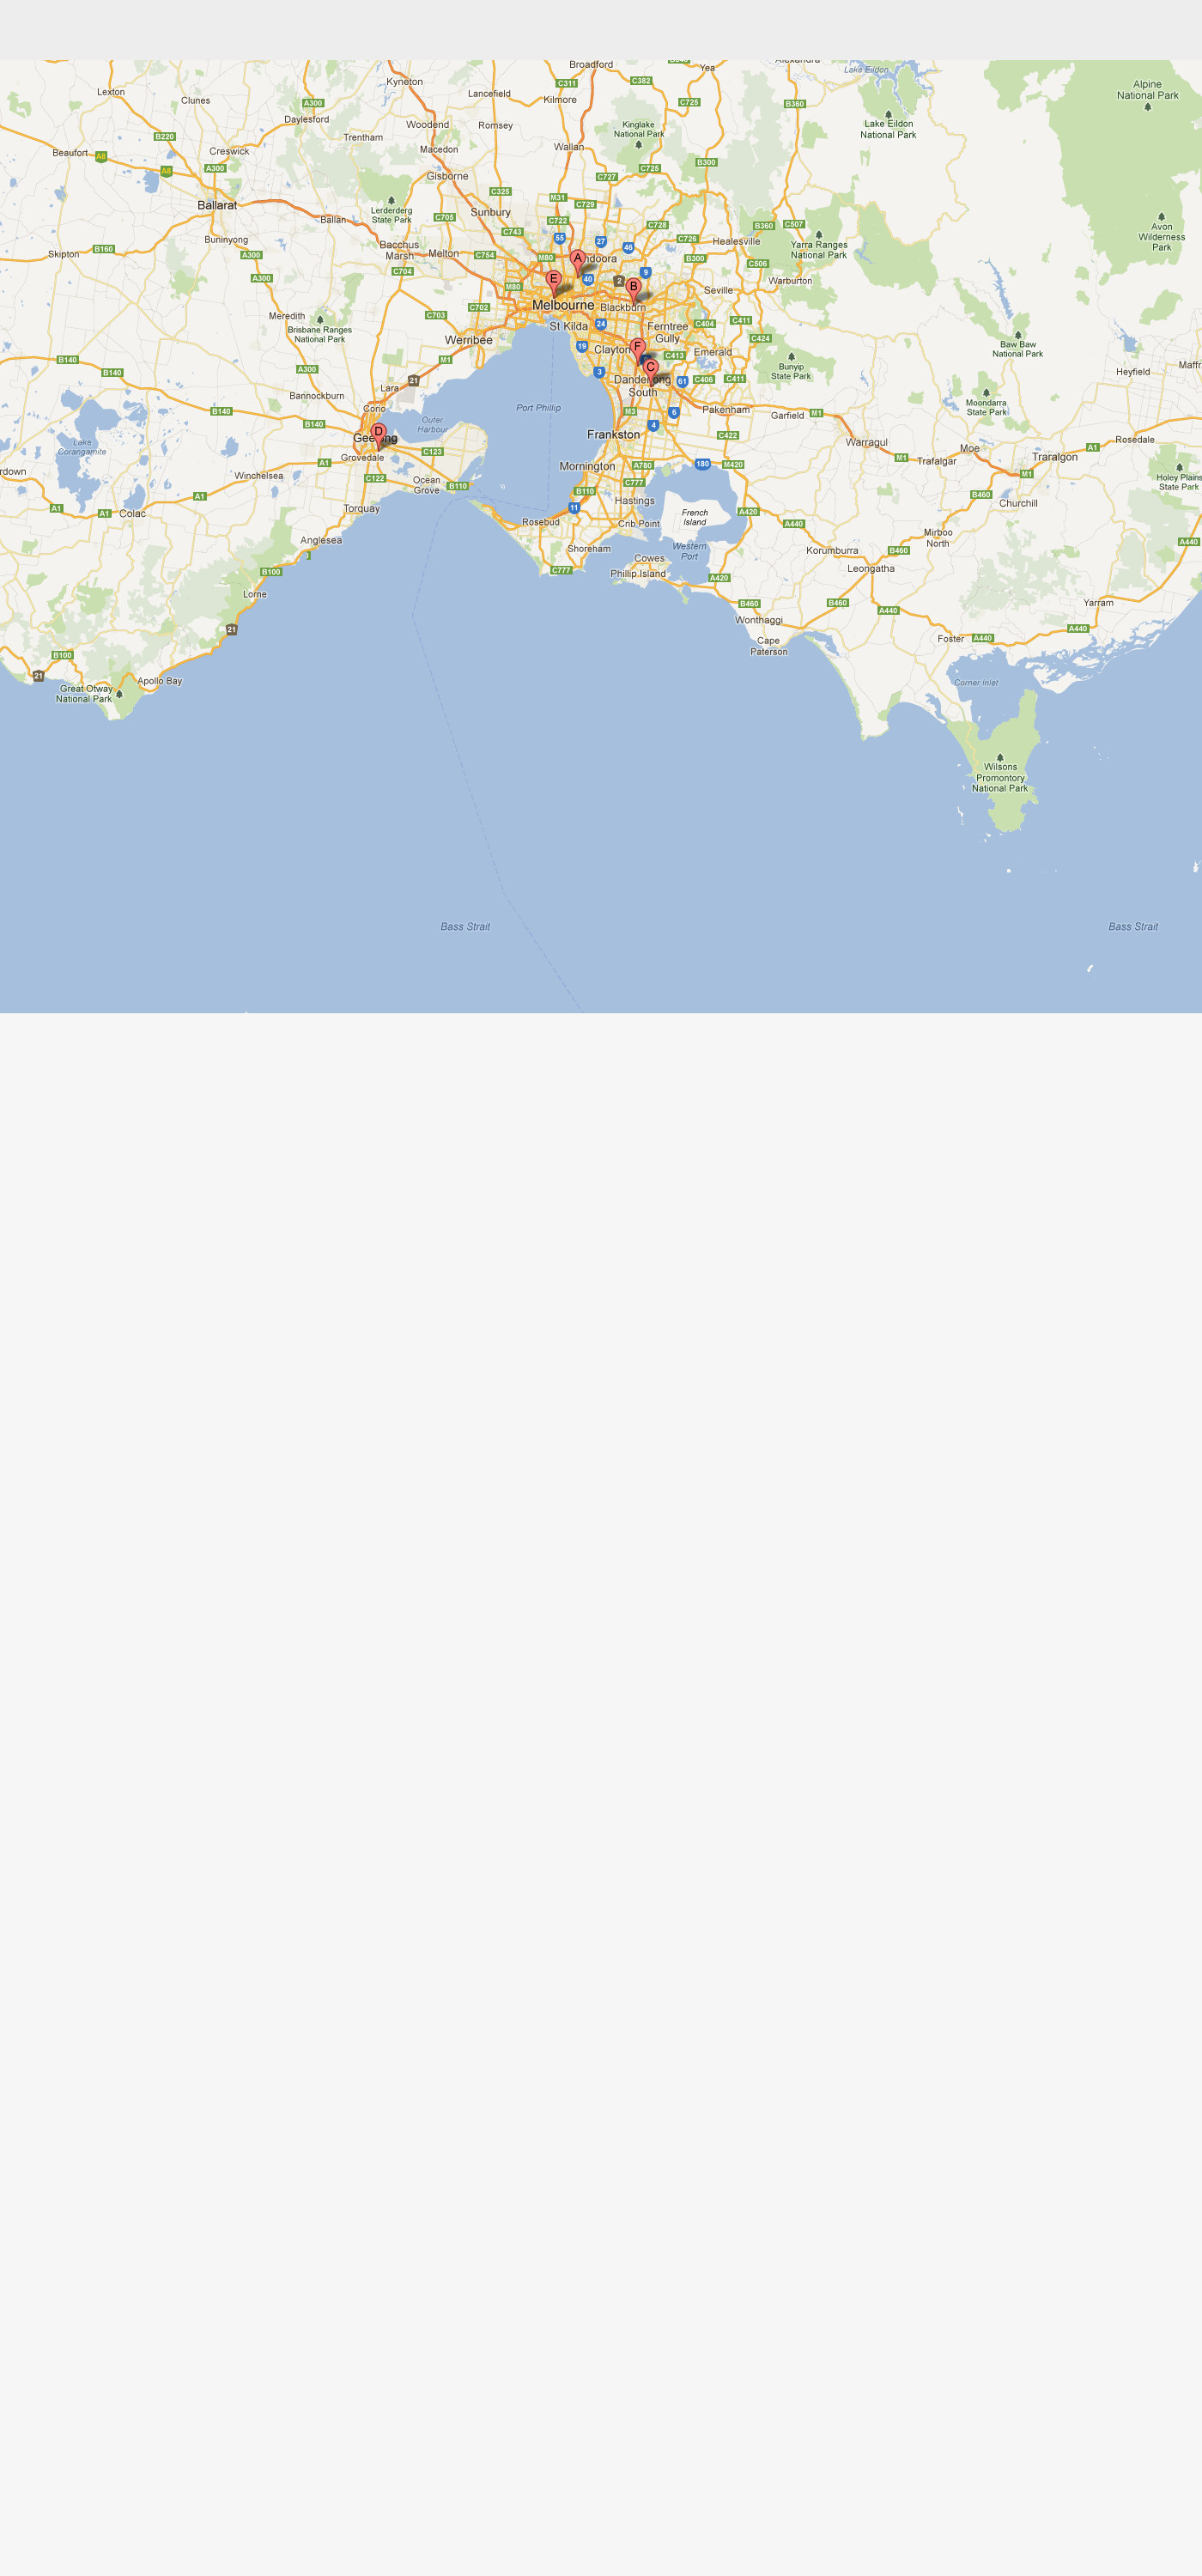 Broadford
Yea
Lake Eildon
Kyneton
C311
C382
Alpine
National Park
Lexton
Clunes
Lancefield
Kilmore
C725
B360
A300
Daylesford
Kinglake
National Park
Lake Eildon
National Park
B220
Trentham
Woodend
Romsey
Beaufort
A8
Creswick
Macedon
Wallan
B300
A8
A300
Gisborne
C727
C725
C325
M31
C729
Ballarat
Lerderderg
State Park
C705
Sunbury
C722
C728
B360
C507
Avon
Wilderness
Park
Ballan
C743
55
27
46
C726
Healesville
Yarra Ranges
National Park
Skipton
B160
Buninyong
A300
Bacchus
Marsh
Melton
C754
M80
A
ndoora
B300
C506
A300
C704
M80
E
40
2
9
B
Warburton
Seville
Meredith
C702
Melbourne
Blackburn
C703
Brisbane Ranges
National Park
St Kilda
24
Ferntree
Gully
C404
C411
Werribee
19
F
C424
Baw Baw
National Park
B140
M1
Clayton
C413
Emerald
Bunyip
State Park
A300
3
C
Heyfield
Maffr
B140
Lara
21
Dandenong
South
61
C406
C411
Bannockburn
Moondarra
State Park
B140
Corio
Port Phillip
M3
6
Pakenham
Garfield
M1
B140
Outer
Harbour
4
Lake
Corangamite
D
Geelong
Frankston
C422
Warragul
Moe
Rosedale
A1
Grovedale
C123
M1
Trafalgar
Traralgon
A1
rdown
Winchelsea
C122
Ocean
Grove
B110
Mornington
A780
180
M420
M1
Holey Plains
State Park
A1
C777
B110
B460
A1
A1
Colac
Torquay
11
Hastings
French
Island
A420
Churchill
Rosebud
Crib Point
A440
Mirboo
North
A440
Anglesea
Shoreham
Western
Port
Korumburra
B460
Cowes
Leongatha
B100
C777
Phillip Island
A420
Lorne
B460
B460
A440
Yarram
21
Wonthaggi
A440
Foster
A440
Cape
Paterson
B100
21
Great Otway
National Park
Apollo Bay
Corner Inlet
Wilsons
Promontory
National Park
Bass Strait
Bass Strait